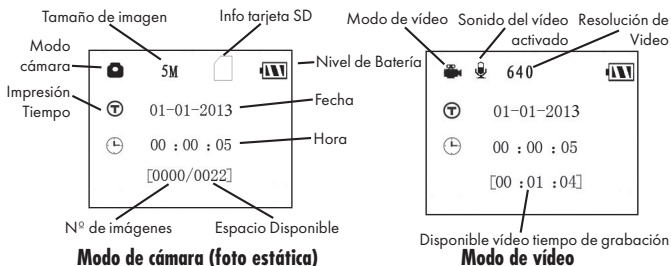 Tamaño de imagen
Info tarjeta SD
Modo cámara
5M
Nivel de Batería
Impresión Tiempo
T
01-01-2013
Fecha
00 : 00 : 05
Hora
[0000/0022]
Nº de imágenes
Espacio Disponible
Modo de cámara (foto estática)
Modo de vídeo
Sonido del vídeo activado
Resolución de Video
640
T
01-01-2013
00 : 00 : 05
[00 : 01 : 04]
Disponible vídeo tiempo de grabación
Modo de vídeo